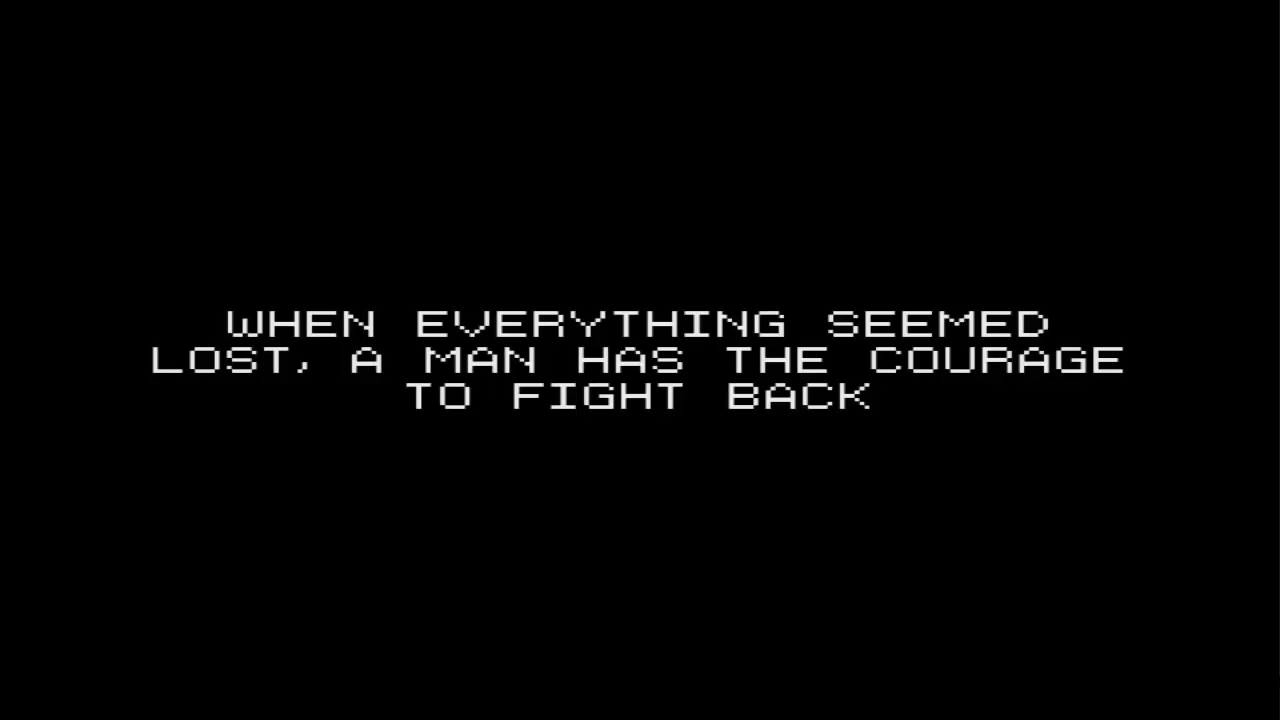 WHEN EVERYTHING SEEMED
LOST, A MAN HAS THE COURAGE
TO FIGHT BACK